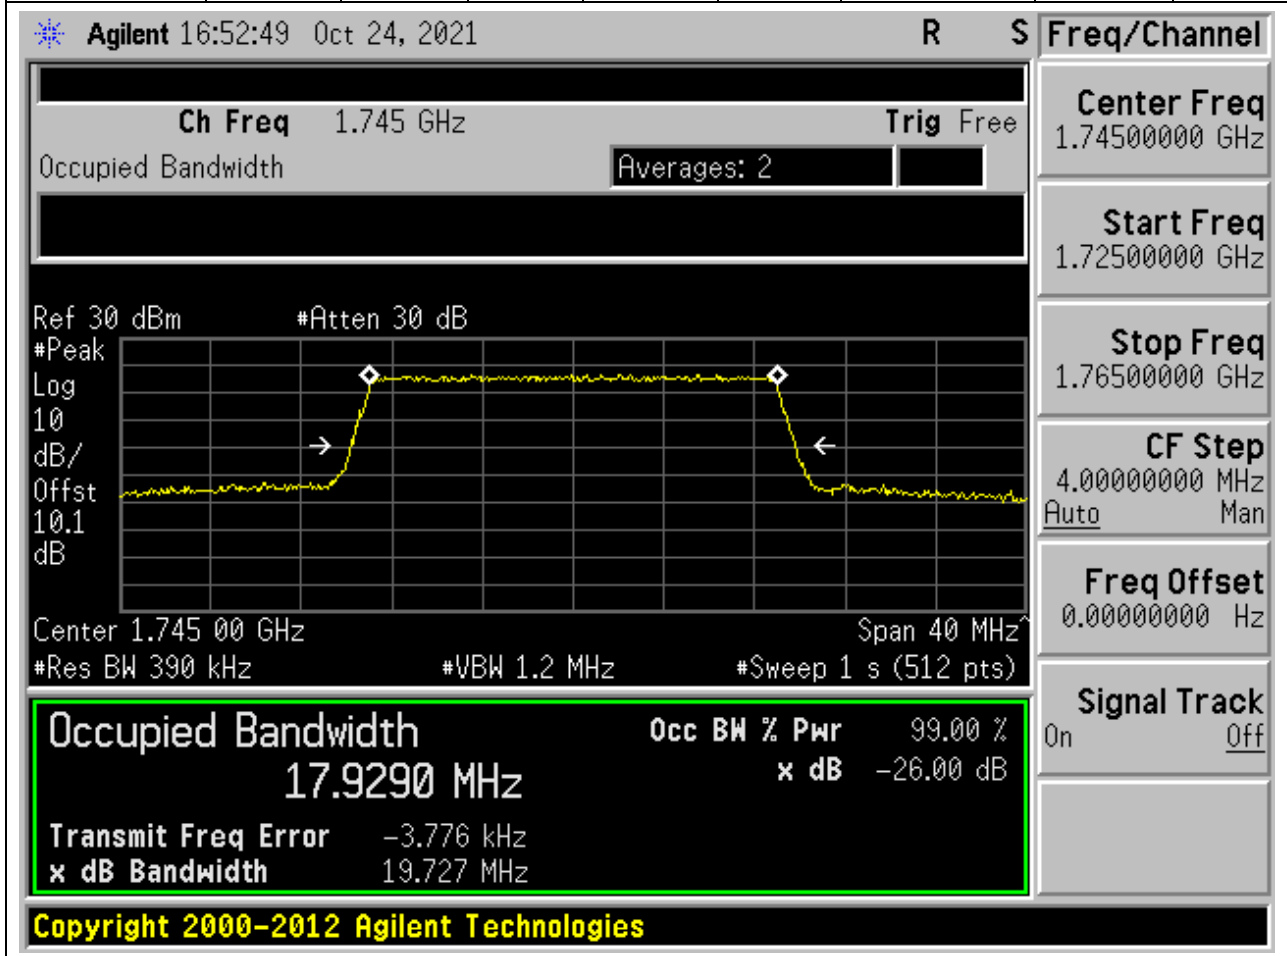 Agilent 16:52:49 Oct 24, 2021 R S
Freq/Channel
Ch Freq 1.745 GHz Trig Free
Occupied Bandwidth Averages: 2
Ref 30 dBm #Atten 30 dB
#Peak
Log
10
dB/
Offst
10.1
dB
Center 1.745 00 GHz Span 40 MHz^
#Res BW 390 kHz #VBW 1.2 MHz #Sweep 1 s (512 pts)
Occupied Bandwidth Occ BW % Pwr 99.00 %
17.9290 MHz x dB -26.00 dB
Transmit Freq Error -3.776 kHz
x dB Bandwidth 19.727 MHz
Copyright 2000-2012 Agilent Technologies
Center Freq
1.74500000 GHz
Start Freq
1.72500000 GHz
Stop Freq
1.76500000 GHz
CF Step
4.00000000 MHz
Auto Man
Freq Offset
0.00000000 Hz
Signal Track
On Off